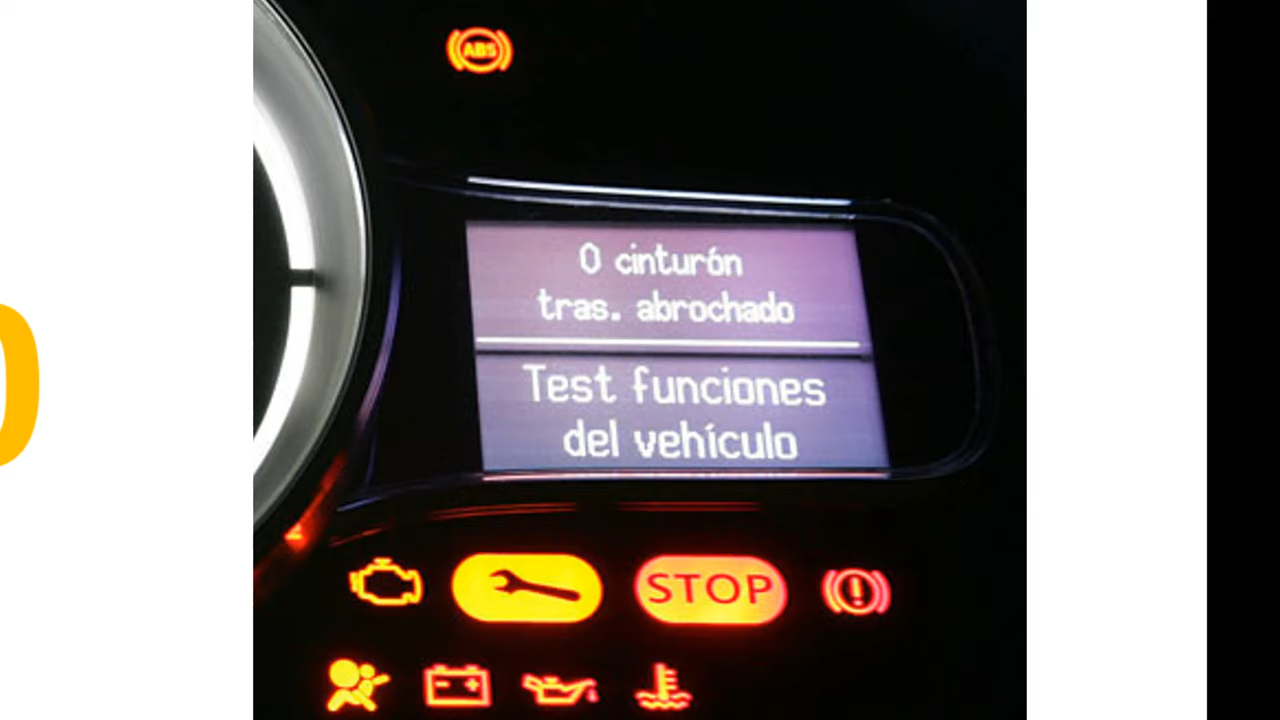 ABS
0 cinturón
tras. abrochado
Test funciones
del vehículo
STOP